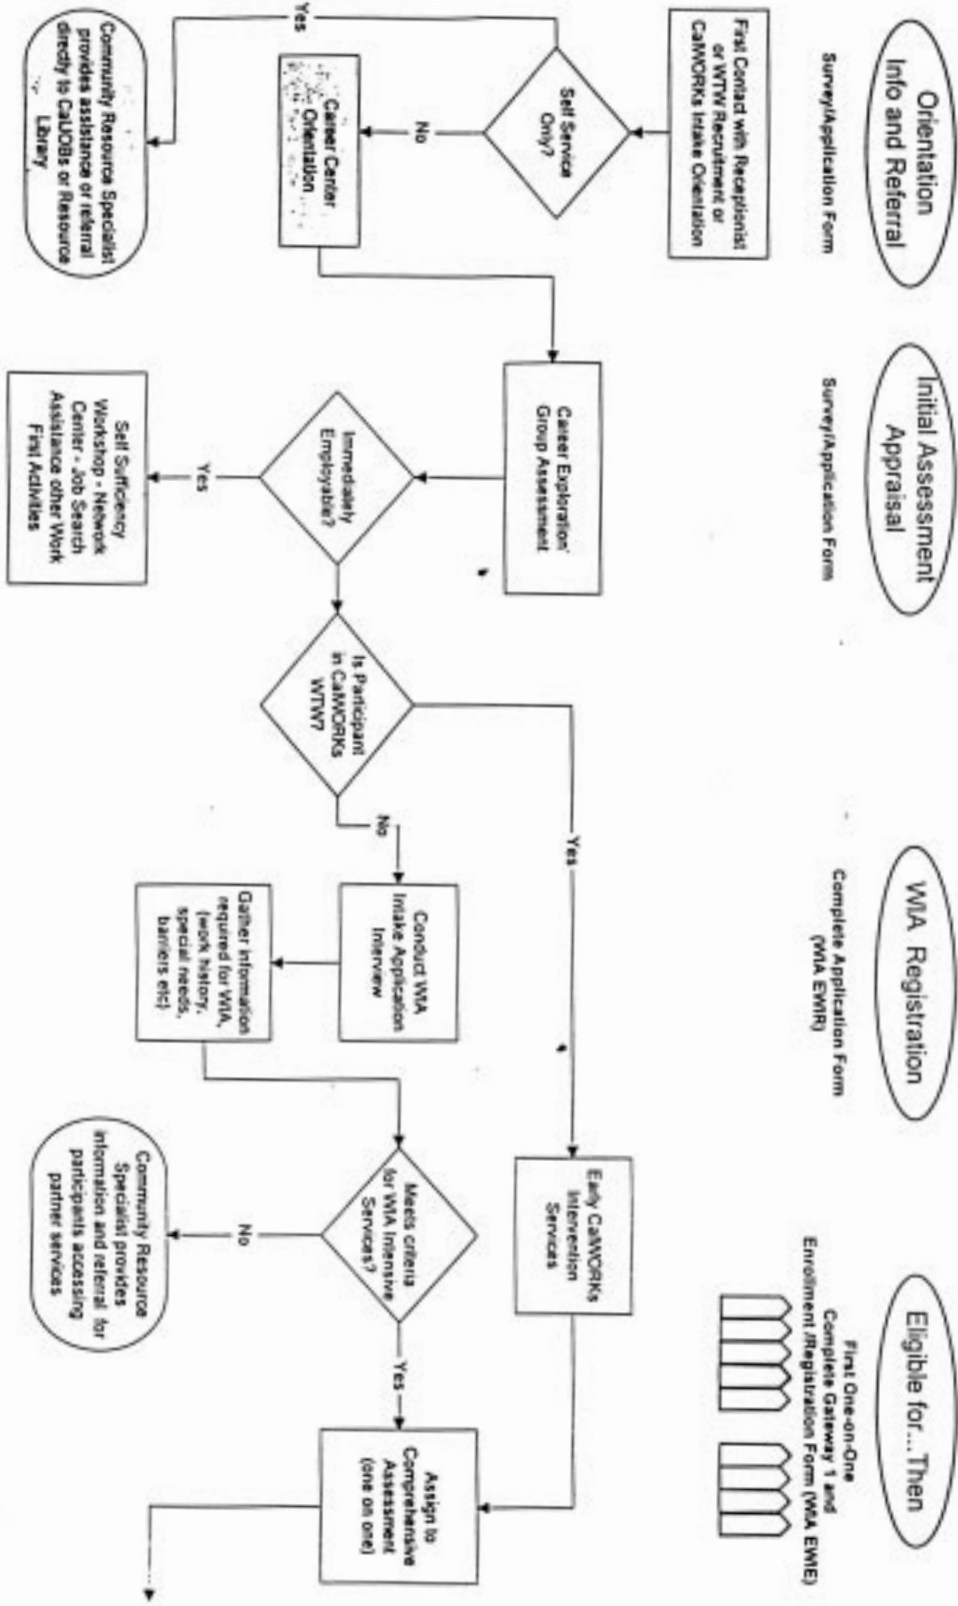 Orientation
Info and Referral
Survey/Application Form
First Contact with Receptionist
or WTW Recruitment or
CalWORKs Intake Orientation
Self Service
Only?
Yes
No
Career Center
Orientation
Community Resource Specialist
provides assistance or referral
directly to CalJOBs or Resource
Library
Initial Assessment
Appraisal
Survey/Application Form
Career Exploration'
Group Assessment
Immediately
Employable?
Yes
Self Sufficiency
Workshop - Network
Center - Job Search
Assistance other Work
First Activities
Is Participant
in CalWORKs
WTW?
Yes
No
WIA Registration
Complete Application Form
(WIA EWIR)
Conduct WIA
Intake Application
Interview
Gather information
required for WIA,
(work history,
special needs,
barriers etc)
Eligible for...Then
First One-on-One
Complete Gateway 1 and
Enrollment /Registration Form (WIA EWIE)
Early CalWORKs
Intervention
Services
Meets criteria
for WIA Intensive
Services?
No
Yes
Community Resource
Specialist provides
information and referral for
participants accessing
partner services
Assign to
Comprehensive
Assessment
(one on one)